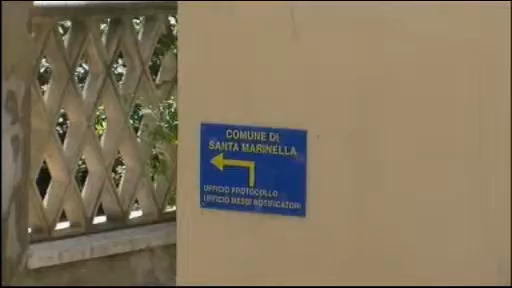 COMUNE DI
SANTA MARINELLA
UFFICIO PROTOCOLLO
UFFICIO MESSI NOTIFICATORI